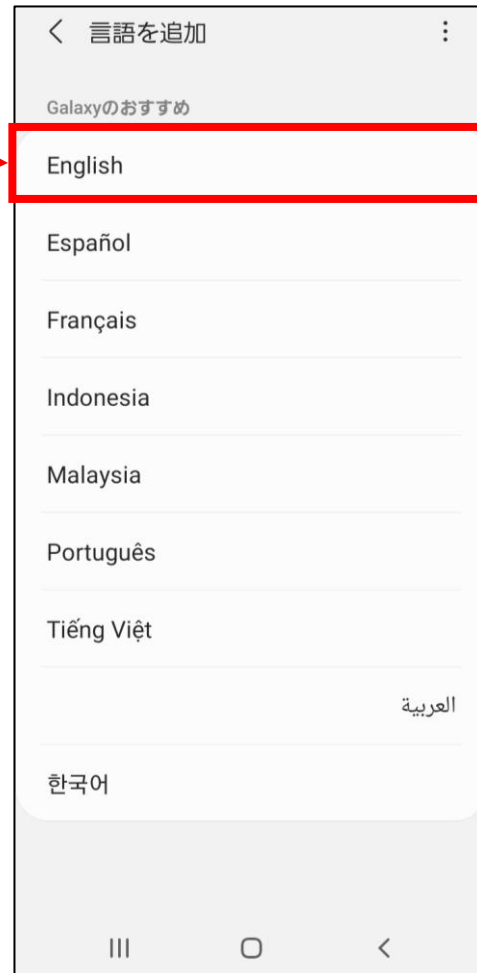 言語を追加
Galaxyのおすすめ
English
Español
Français
Indonesia
Malaysia
Português
Tiếng Việt
العربية
한국어